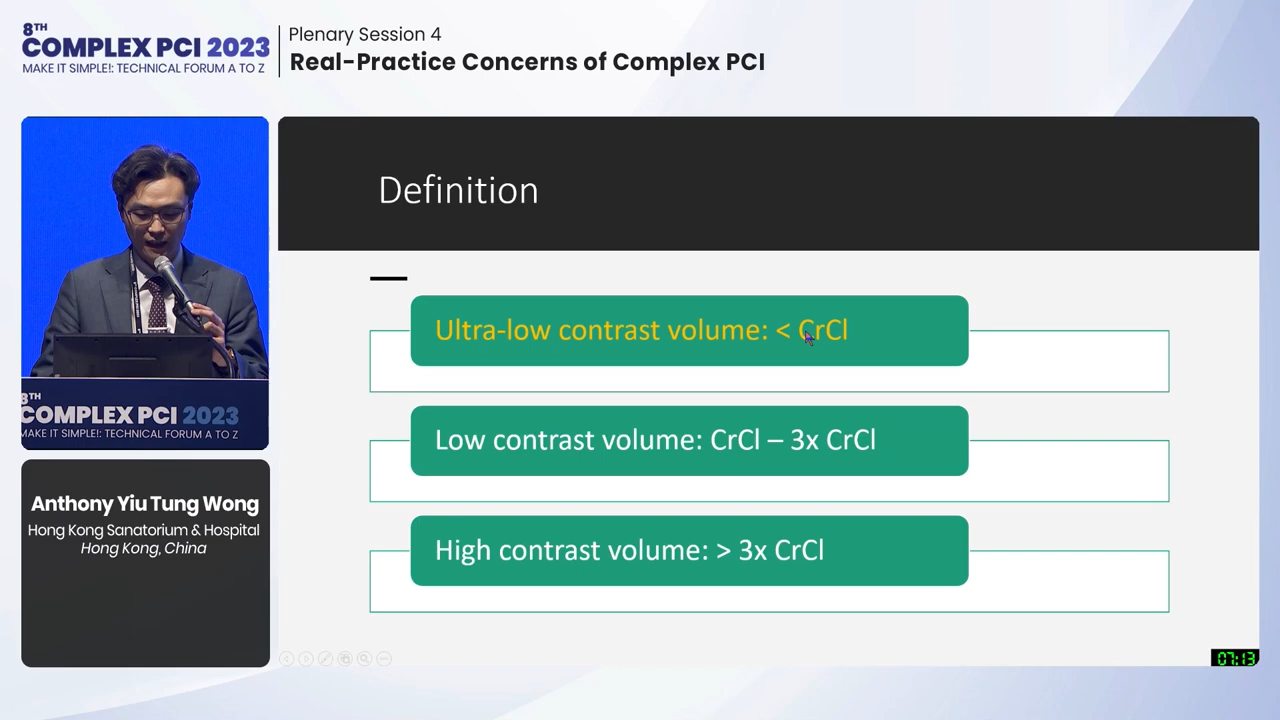 8TH
COMPLEX PCI 2023
MAKE IT SIMPLE!: TECHNICAL FORUM A TO Z
Plenary Session 4
Real-Practice Concerns of Complex PCI
Definition
Ultra-low contrast volume: < CrCl
Low contrast volume: CrCl – 3x CrCl
High contrast volume: > 3x CrCl
8TH
COMPLEX PCI 2023
MAKE IT SIMPLE!: TECHNICAL FORUM A TO Z
Anthony Yiu Tung Wong
Hong Kong Sanatorium & Hospital
Hong Kong, China
07:13